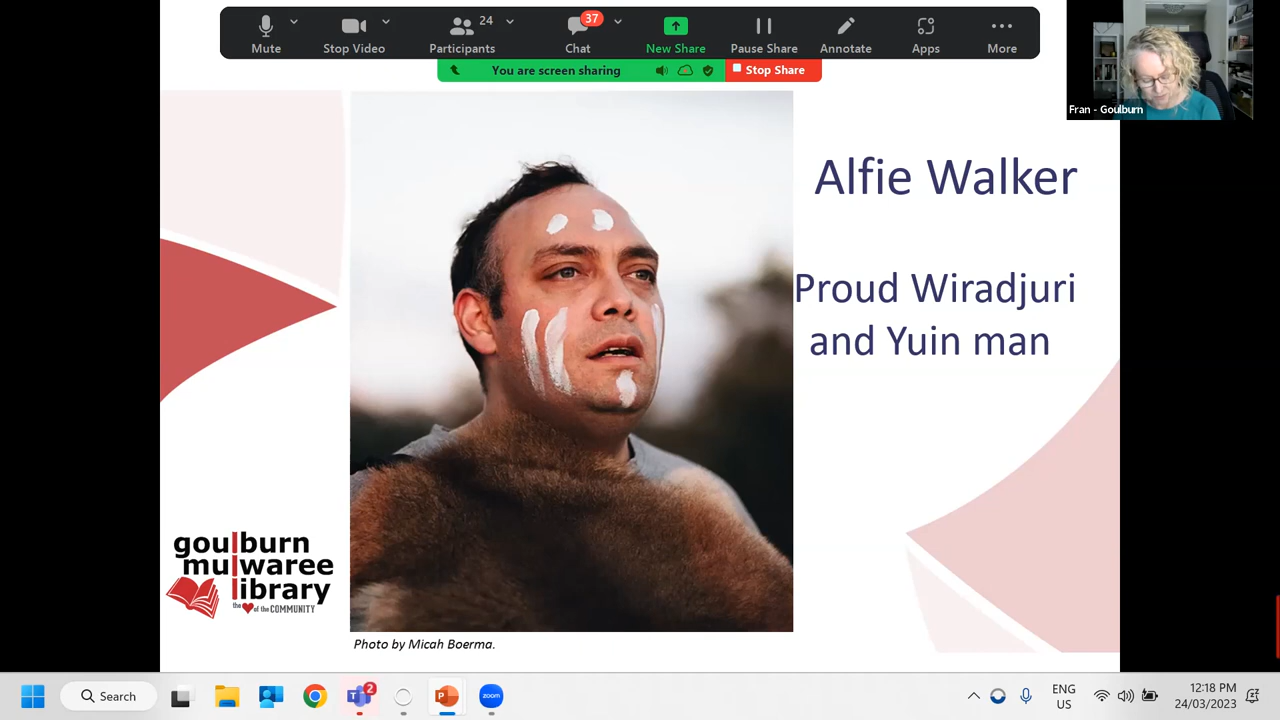 24
37
Mute
Stop Video
Participants
Chat
New Share
Pause Share
Annotate
Apps
More
You are screen sharing
Stop Share
Fran - Goulburn
Alfie Walker
Proud Wiradjuri
and Yuin man
goulburn
mulwaree
library
the of the COMMUNITY
Photo by Micah Boerma.
Search
2
zoom
ENG
US
12:18 PM
24/03/2023